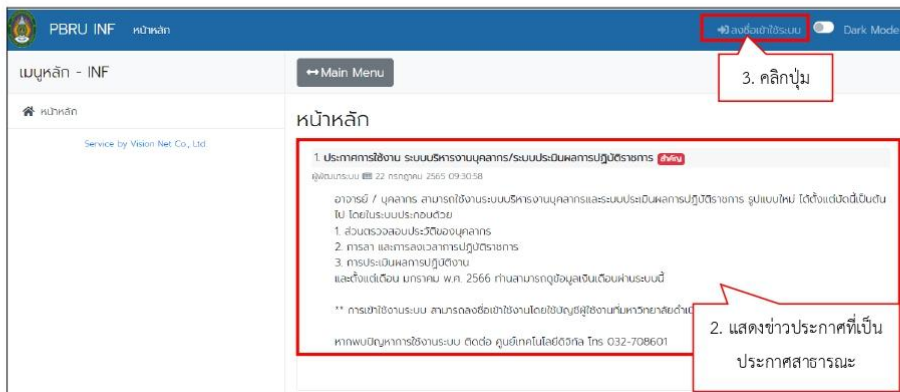 PBRU INF หน้าหลัก ลงชื่อเข้าใช้ระบบ Dark Mode
เมนูหลัก - INF
Main Menu
3. คลิกปุ่ม
หน้าหลัก
Service by Vision Net Co., Ltd.
หน้าหลัก
1. ประกาศการใช้งาน ระบบบริหารงานบุคลากร/ระบบประเมินผลการปฏิบัติราชการ สำคัญ
ผู้พัฒนาระบบ 22 กรกฎาคม 2565 09:30:58
อาจารย์ / บุคลากร สามารถใช้งานระบบบริหารงานบุคลากรและระบบประเมินผลการปฏิบัติราชการ รูปแบบใหม่ ได้ตั้งแต่บัดนี้เป็นต้น
ไป โดยในระบบประกอบด้วย
1. ส่วนตรวจสอบประวัติของบุคลากร
2. การลา และการลงเวลาการปฏิบัติราชการ
3. การประเมินผลการปฏิบัติงาน
และตั้งแต่เดือน มกราคม พ.ศ. 2566 ท่านสามารถดูข้อมูลเงินเดือนผ่านระบบนี้
** การเข้าใช้งานระบบ สามารถลงชื่อเข้าใช้งานโดยใช้บัญชีผู้ใช้งานที่มหาวิทยาลัย
หากพบปัญหาการใช้งานระบบ ติดต่อ ศูนย์เทคโนโลยีดิจิทัล โทร 032-708601
2. แสดงข่าวประกาศที่เป็น
ประกาศสาธารณะ